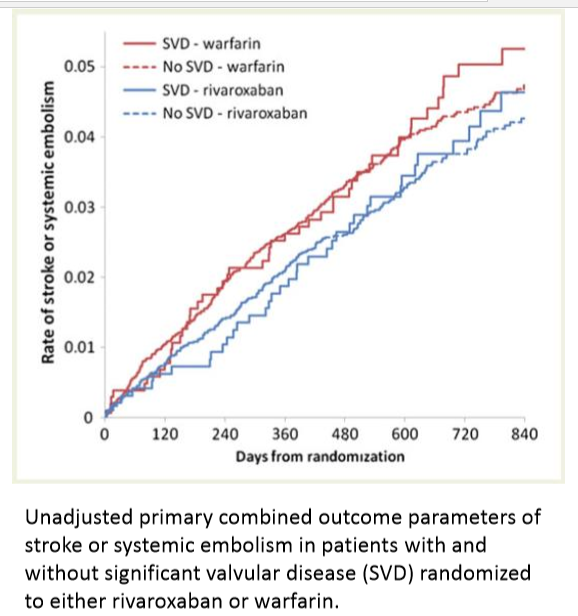 SVD - warfarin
No SVD - warfarin
SVD - rivaroxaban
No SVD - rivaroxaban
Rate of stroke or systemic embolism
0.05
0.04
0.03
0.02
0.01
0
0 120 240 360 480 600 720 840
Days from randomization
Unadjusted primary combined outcome parameters of
stroke or systemic embolism in patients with and
without significant valvular disease (SVD) randomized
to either rivaroxaban or warfarin.